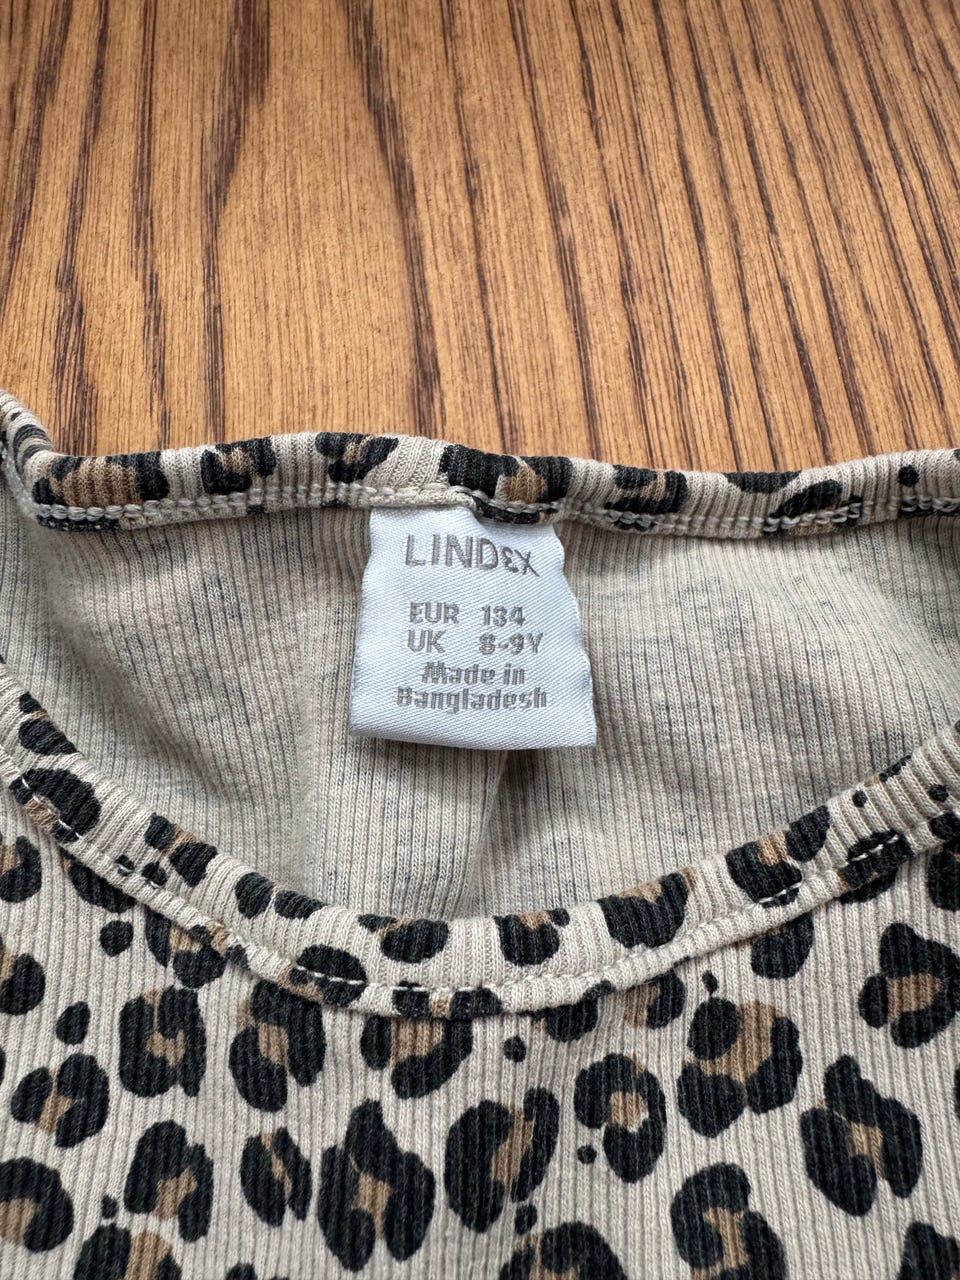 LINDEX
EUR 134
UK 8-9Y
Made in
Bangladesh